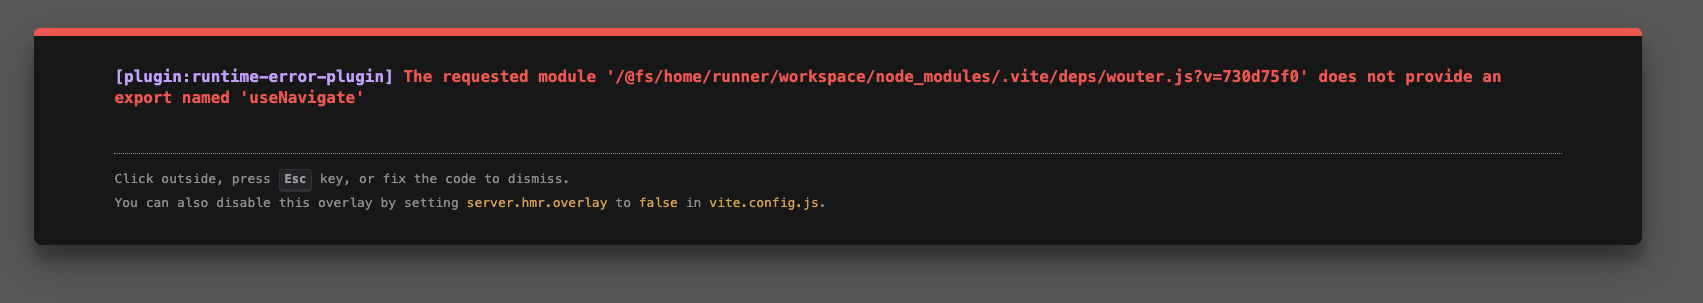 [plugin:runtime-error-plugin] The requested module '/@fs/home/runner/workspace/node_modules/.vite/deps/wouter.js?v=730d75f0' does not provide an
export named 'useNavigate'
Click outside, press Esc key, or fix the code to dismiss.
You can also disable this overlay by setting server.hmr.overlay to false in vite.config.js.